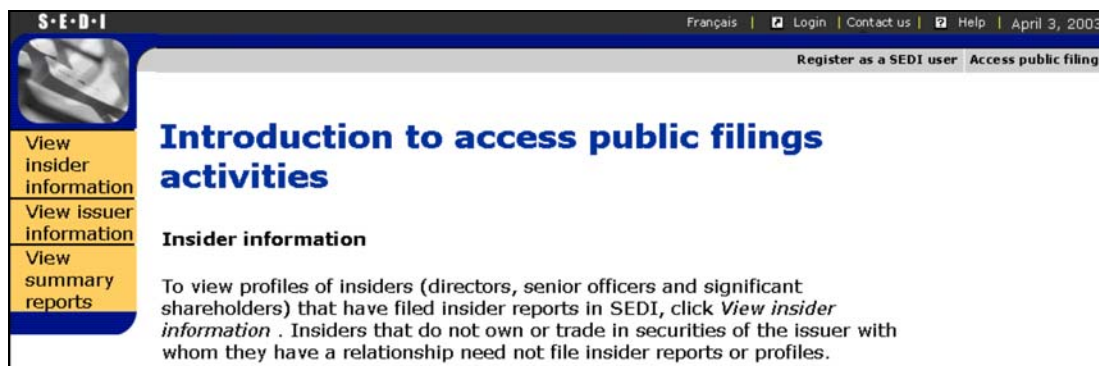 S·E·D·I
Français | Login | Contact us | ? Help | April 3, 2003
Register as a SEDI user Access public filing
View
insider
information
View issuer
information
View
summary
reports
Introduction to access public filings
activities
Insider information
To view profiles of insiders (directors, senior officers and significant
shareholders) that have filed insider reports in SEDI, click View insider
information . Insiders that do not own or trade in securities of the issuer with
whom they have a relationship need not file insider reports or profiles.